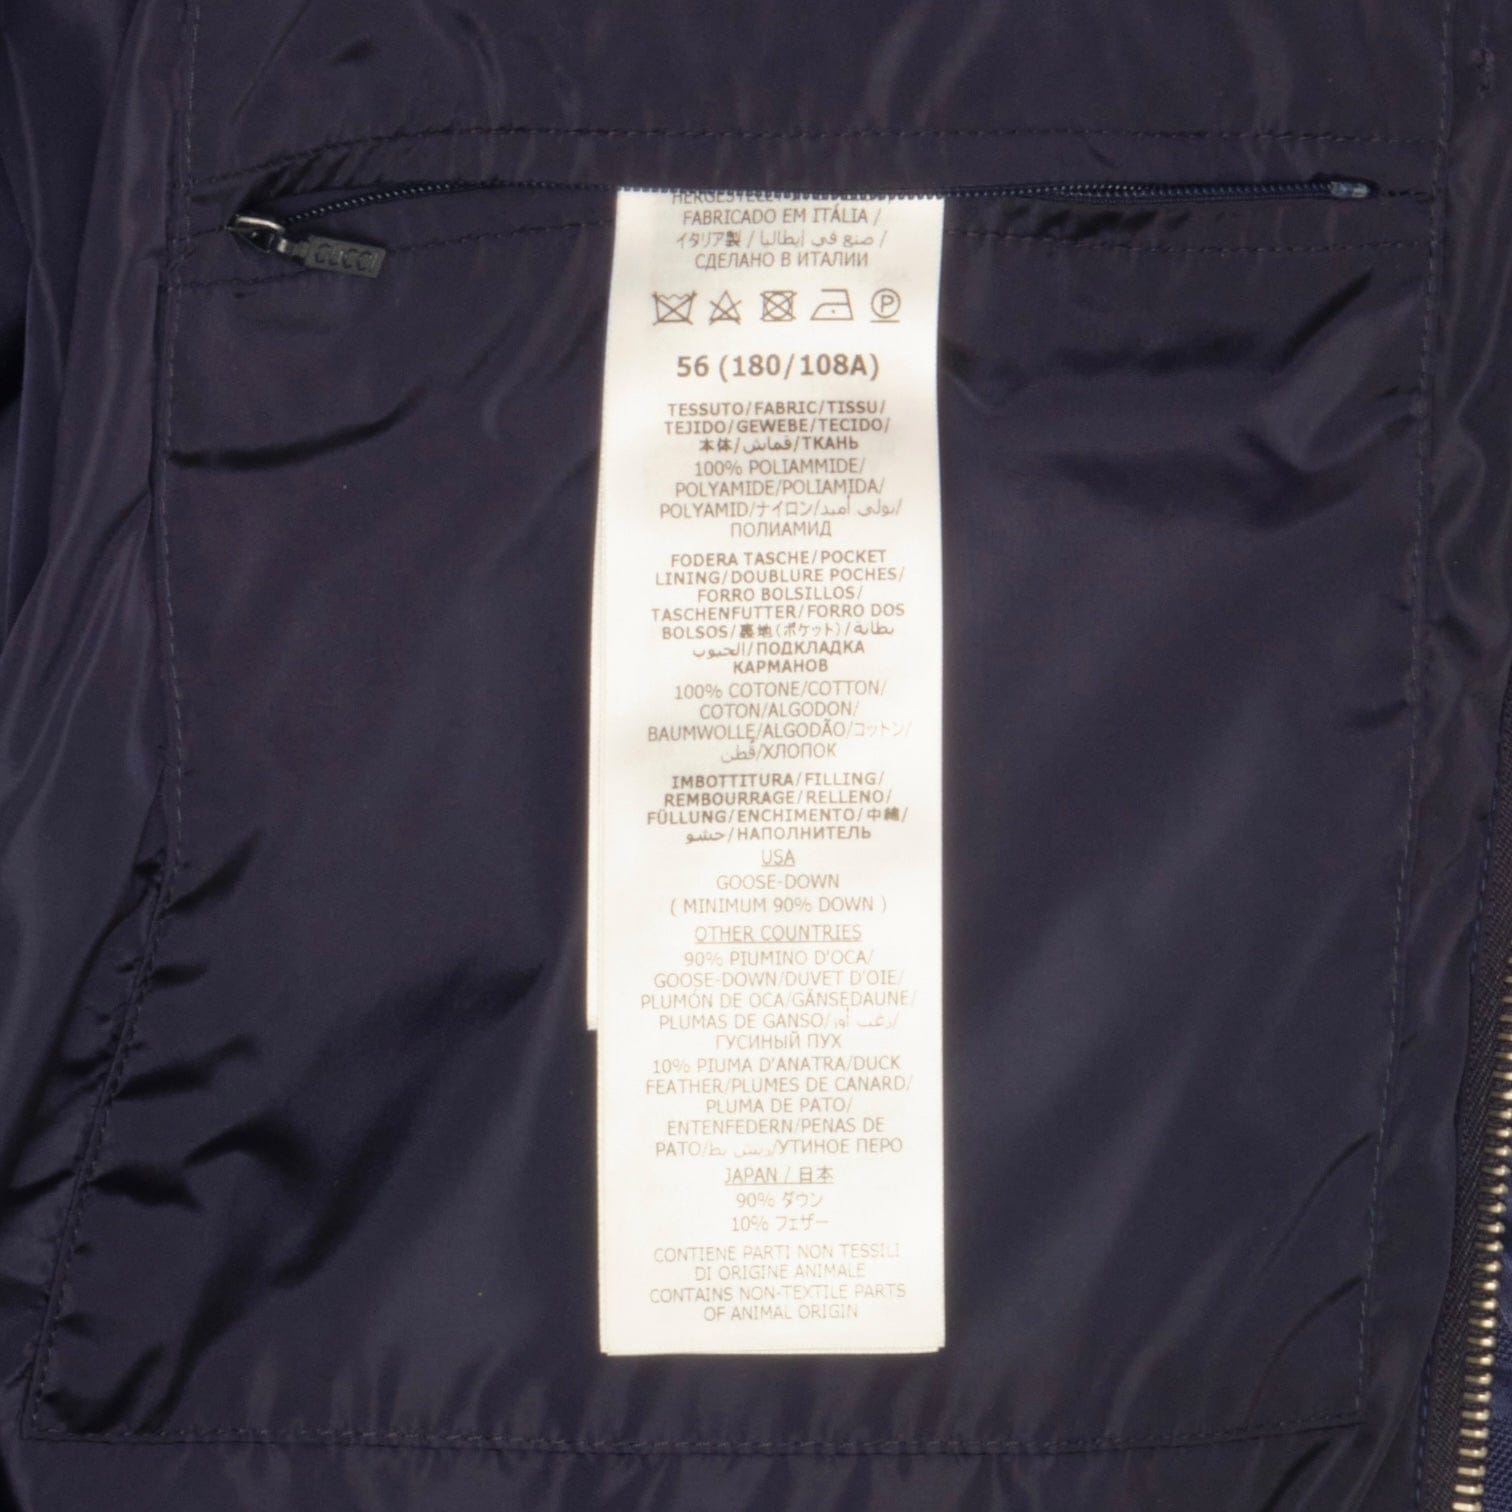 GUCCI
FABRICADO EM ITÁLIA /
イタリア製 / صنع في إيطاليا /
СДЕЛАНО В ИТАЛИИ
P
56 (180/108A)
TESSUTO/FABRIC/TISSU/
TEJIDO/GEWEBE/TECIDO/
本体/قماش/ТКАНЬ
100% POLIAMMIDE/
POLYAMIDE/POLIAMIDA/
POLYAMID/ナイロン/بولي أميد/
ПОЛИАМИД
FODERA TASCHE/POCKET
LINING/DOUBLURE POCHES/
FORRO BOLSILLOS/
TASCHENFUTTER/FORRO DOS
BOLSOS/裏地(ポケット)/بطانة
الجيوب/ПОДКЛАДКА
КАРМАНОВ
100% COTONE/COTTON/
COTON/ALGODON/
BAUMWOLLE/ALGODÃO/コットン/
قطن/ХЛОПОК
IMBOTTITURA/FILLING/
REMBOURRAGE/RELLENO/
FÜLLUNG/ENCHIMENTO/中綿/
حشو/НАПОЛНИТЕЛЬ
USA
GOOSE-DOWN
( MINIMUM 90% DOWN )
OTHER COUNTRIES
90% PIUMINO D'OCA/
GOOSE-DOWN/DUVET D'OIE/
PLUMÓN DE OCA/GÄNSEDAUNE/
PLUMAS DE GANSO/زغب أوز/
ГУСИНЫЙ ПУХ
10% PIUMA D'ANATRA/DUCK
FEATHER/PLUMES DE CANARD/
PLUMA DE PATO/
ENTENFEDERN/PENAS DE
PATO/ريش بط/УТИНОЕ ПЕРО
JAPAN / 日本
90% ダウン
10% フェザー
CONTIENE PARTI NON TESSILI
DI ORIGINE ANIMALE
CONTAINS NON-TEXTILE PARTS
OF ANIMAL ORIGIN